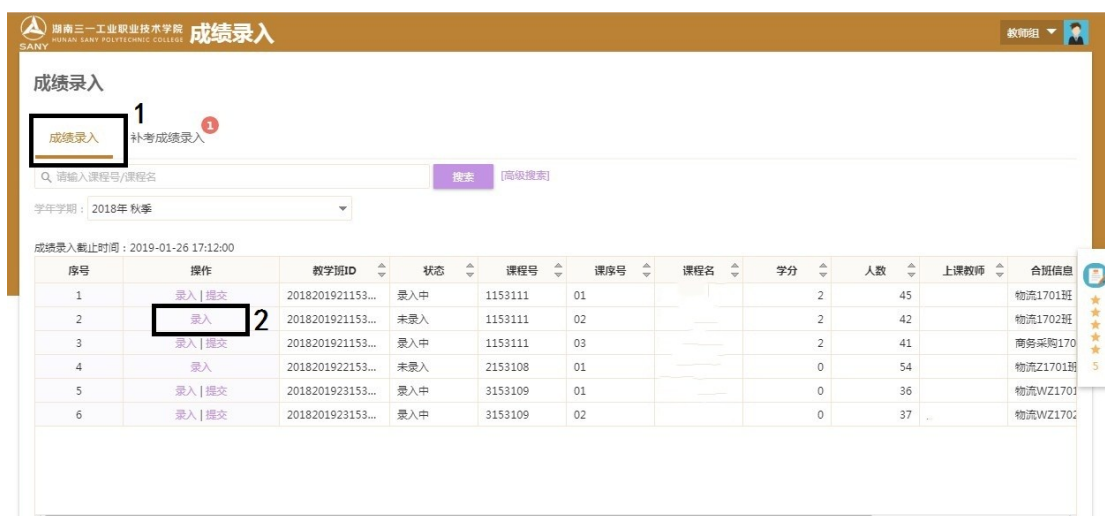 湖南三一工业职业技术学院 成绩录入
HUNAN SANY POLYTECHNIC COLLEGE
SANY
教师组
成绩录入
1
成绩录入 补考成绩录入 1
请输入课程号/课程名 搜索 [高级搜索]
学年学期： 2018年 秋季
成绩录入截止时间：2019-01-26 17:12:00
序号 操作 教学班ID 状态 课程号 课序号 课程名 学分 人数 上课教师 合班信息
1 录入 | 提交 2018201921153... 录入中 1153111 01 2 45 物流1701班
2 录入 2 2018201921153... 未录入 1153111 02 2 42 物流1702班
3 录入 | 提交 2018201921153... 录入中 1153111 03 2 41 商务采购170
4 录入 2018201922153... 未录入 2153108 01 0 54 物流Z1701班
5 录入 | 提交 2018201923153... 录入中 3153109 01 0 36 物流WZ1701
6 录入 | 提交 2018201923153... 录入中 3153109 02 0 37 物流WZ1702
5